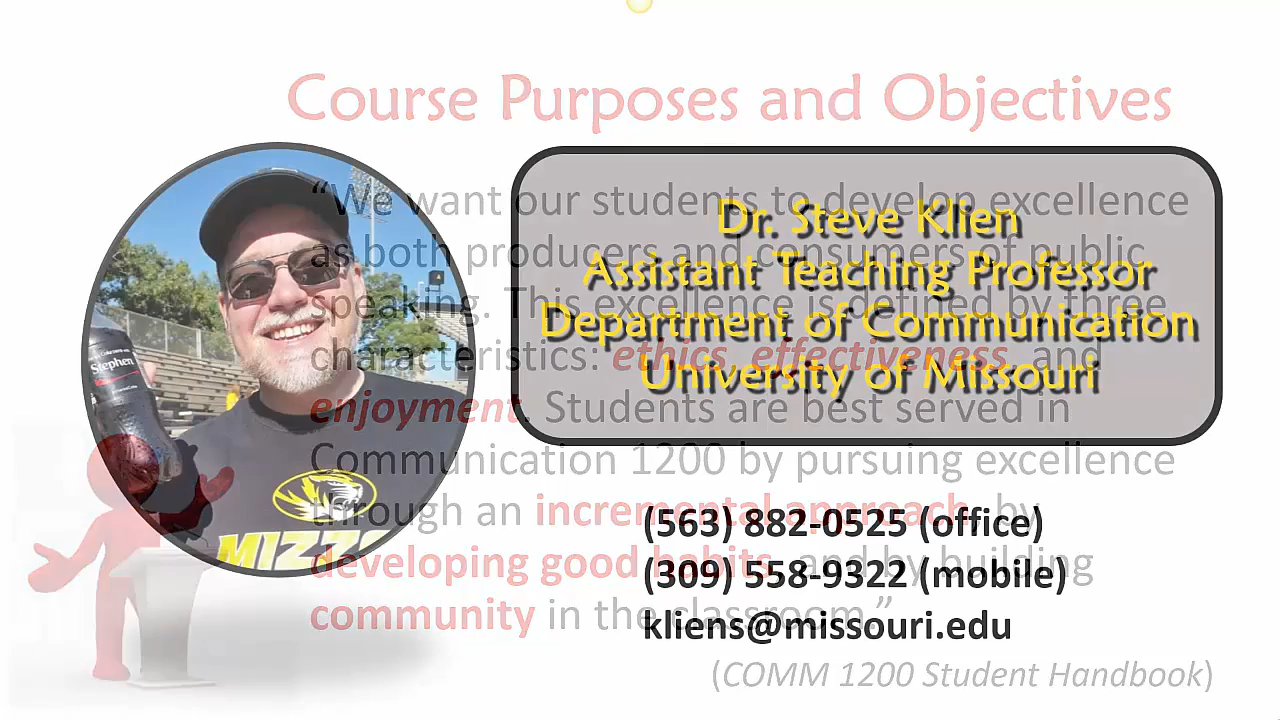 Course Purposes and Objectives
“We want our students to develop excellence
as both producers and consumers of public
speaking. This excellence is defined by three
characteristics: ethics, effectiveness, and
enjoyment. Students are best served in
Communication 1200 by pursuing excellence
through an incremental approach, by
developing good habits, and by building
community in the classroom.”
(COMM 1200 Student Handbook)
Dr. Steve Klien
Assistant Teaching Professor
Department of Communication
University of Missouri
(563) 882-0525 (office)
(309) 558-9322 (mobile)
kliens@missouri.edu
Stephen
MIZZO